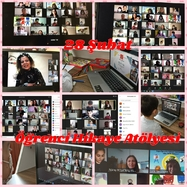 28 Şubat
Öğrenci Hikaye Atölyesi